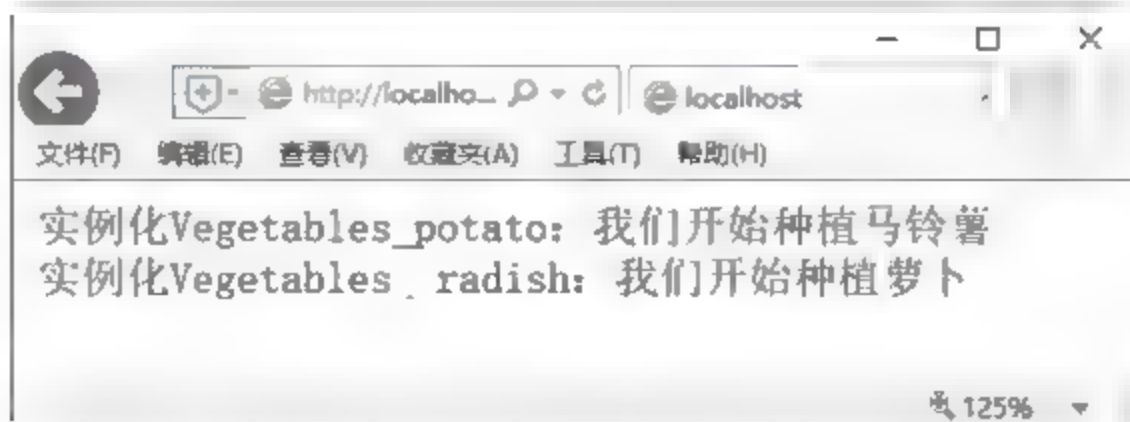 http://localho... localhost
文件(F) 编辑(E) 查看(V) 收藏夹(A) 工具(T) 帮助(H)
实例化Vegetables_potato：我们开始种植马铃薯
实例化Vegetables_radish：我们开始种植萝卜
125%